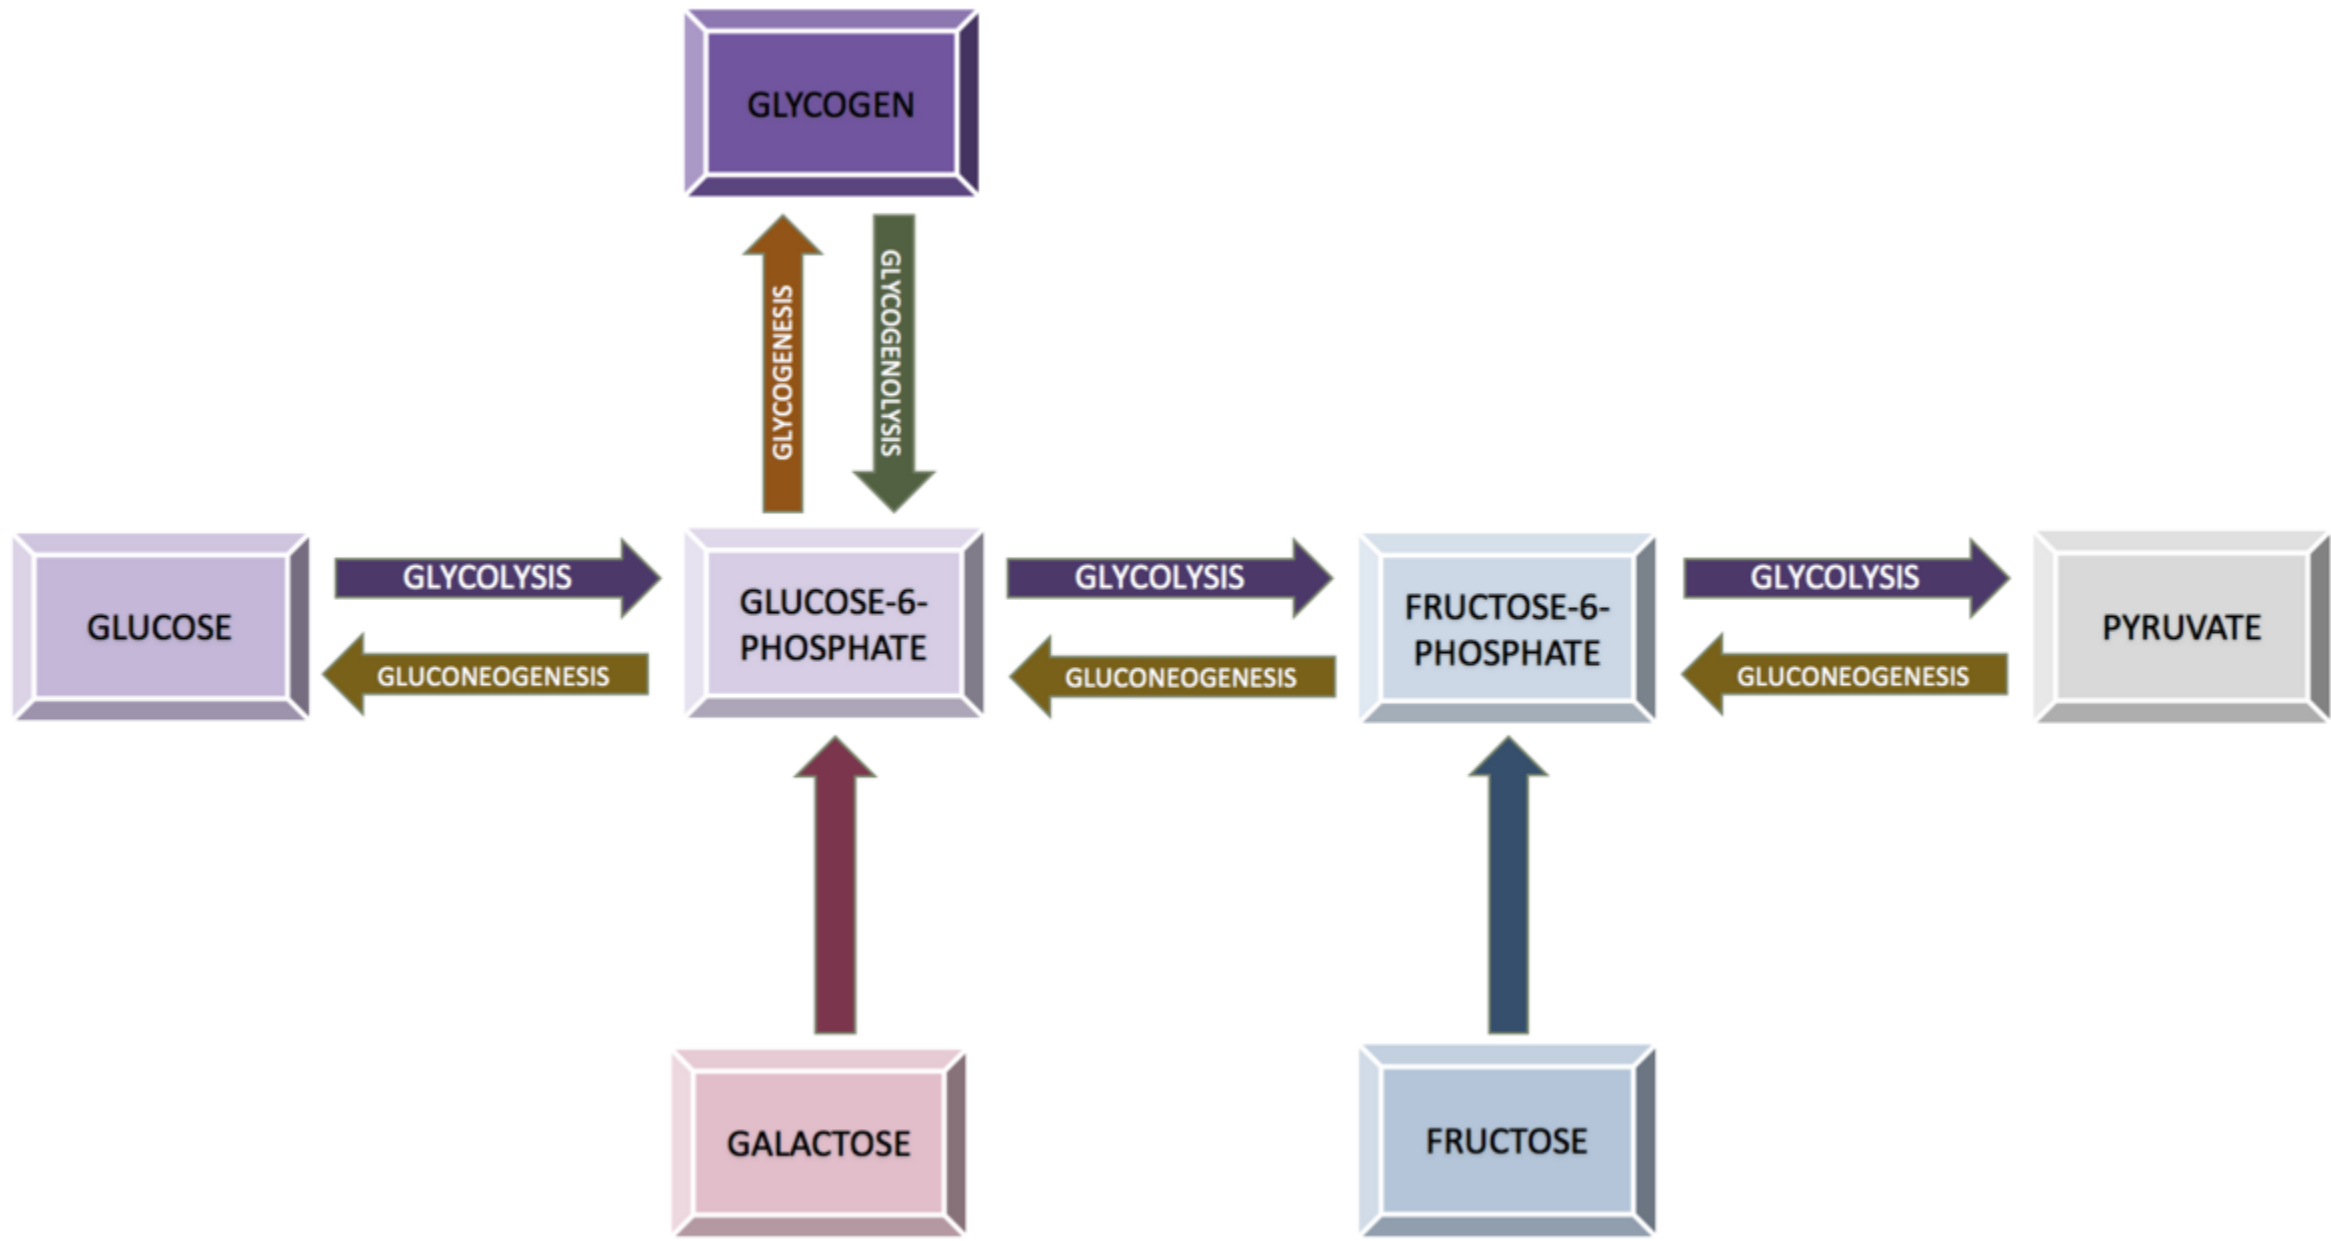 GLYCOGEN
GLYCOGENESIS
GLYCOGENOLYSIS
GLUCOSE
GLYCOLYSIS
GLUCONEOGENESIS
GLUCOSE-6-
PHOSPHATE
GLYCOLYSIS
GLUCONEOGENESIS
FRUCTOSE-6-
PHOSPHATE
GLYCOLYSIS
GLUCONEOGENESIS
PYRUVATE
GALACTOSE
FRUCTOSE